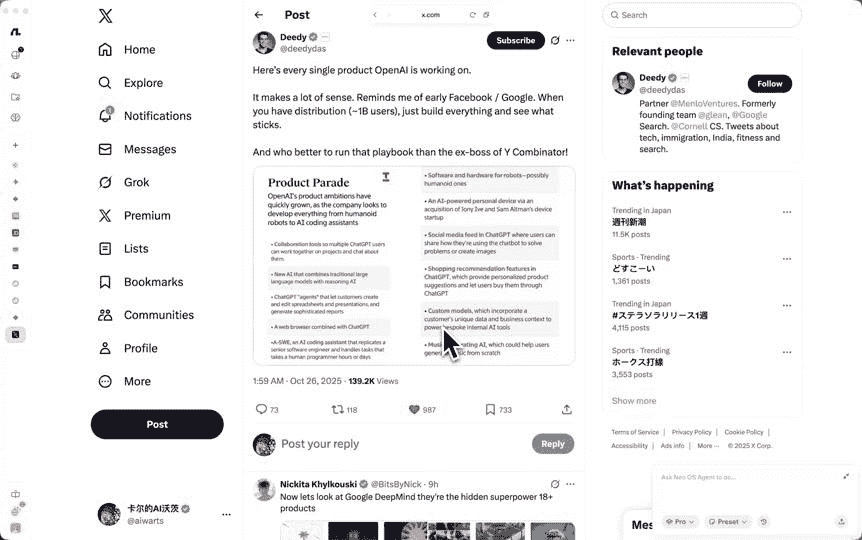 Post
x.com
Search
Home
Explore
Notifications
Messages
Grok
Premium
Lists
Bookmarks
Communities
Profile
More
Post
卡尔的AI沃茨
@aiwarts
Deedy
@deedydas
Subscribe
Here's every single product OpenAI is working on.
It makes a lot of sense. Reminds me of early Facebook / Google. When
you have distribution (~1B users), just build everything and see what
sticks.
And who better to run that playbook than the ex-boss of Y Combinator!
Product Parade
OpenAI's product ambitions have
quickly grown, as the company looks to
develop everything from humanoid
robots to AI coding assistants
• Collaboration tools so multiple ChatGPT users
can work together on projects and chat about
them.
• New AI that combines traditional large
language models with reasoning AI
• ChatGPT "agents" that let customers create
and edit spreadsheets and presentations, and
generate sophisticated reports
• A web browser combined with ChatGPT
• A-SWE, an AI coding assistant that replicates a
senior software engineer and handles tasks that
takes a human programmer hours or days
• Software and hardware for robots—possibly
humanoid ones
• An AI-powered personal device via an
acquisition of Jony Ive and Sam Altman's device
startup
• Social media feed in ChatGPT where users can
share how they're using the chatbot to solve
problems or create images
• Shopping recommendation features in
ChatGPT, which provide personalized product
suggestions and let users buy them through
ChatGPT
• Custom models, which incorporate a
customer's unique data and business context to
power bespoke internal AI tools
AI, which could help users
from scratch
1:59 AM · Oct 26, 2025 · 139.2K Views
73
118
987
733
Post your reply
Reply
Nickita Khylkouski @BitsByNick · 9h
Now lets look at Google DeepMind they're the hidden superpower 18+
products
Relevant people
Deedy
@deedydas
Follow
Partner @MenloVentures. Formerly
founding team @glean, @Google
Search. @Cornell CS. Tweets about
tech, immigration, India, fitness and
search.
What's happening
Trending in Japan
週刊新潮
11.5K posts
Sports · Trending
どすこーい
1,361 posts
Trending in Japan
#ステラソラリリース1週
4,115 posts
Sports · Trending
ホークス打線
3,553 posts
Show more
Terms of Service | Privacy Policy | Cookie Policy |
Accessibility | Ads info | More ··· © 2025 X Corp.
Ask Neo OS Agent to do...
Pro
Preset
Mes